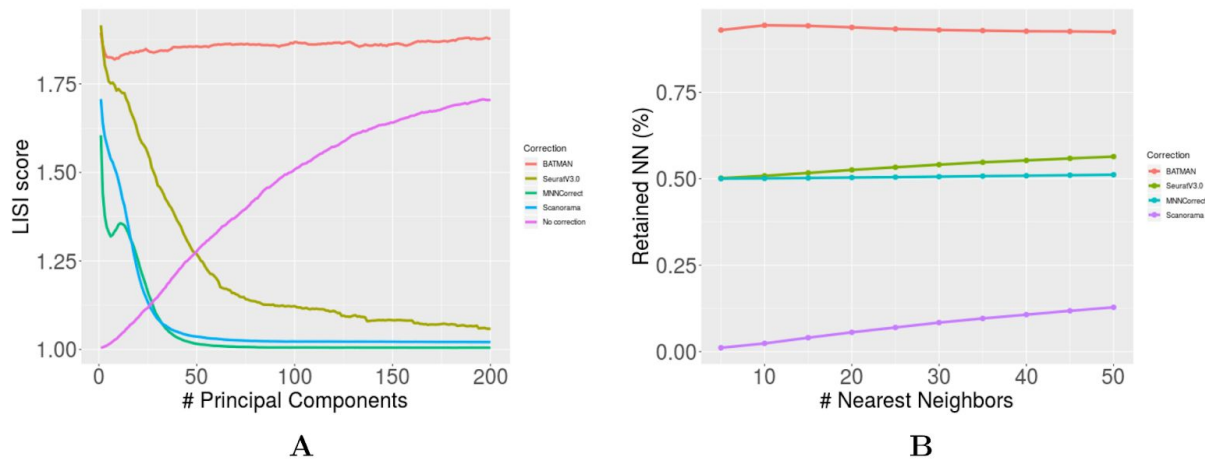 LISI score
1.75
1.50
1.25
1.00
0
50
100
150
200
# Principal Components
Correction
BATMAN
SeuratV3.0
MNNCorrect
Scanorama
No correction
A
Retained NN (%)
0.75
0.50
0.25
0.00
10
20
30
40
50
# Nearest Neighbors
Correction
BATMAN
SeuratV3.0
MNNCorrect
Scanorama
B